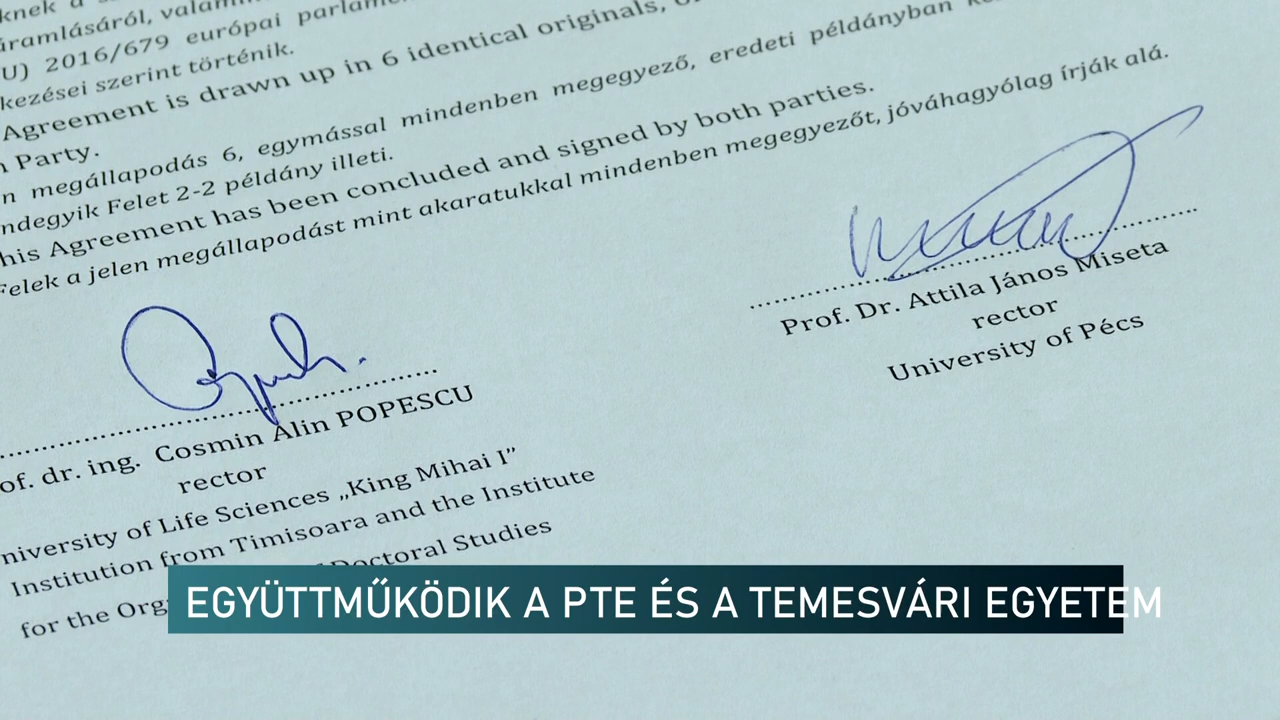 áramlásáról, valamin
U) 2016/679 európai parlamen
kezései szerint történik.
Agreement is drawn up in 6 identical originals, of
n Party.
n megállapodás 6, egymással mindenben megegyező, eredeti példányban
ndegyik Felet 2-2 példány illeti.
his Agreement has been concluded and signed by both parties.
Felek a jelen megállapodást mint akaratukkal mindenben megegyezőt, jóváhagyólag írják alá.
Prof. Dr. Attila János Miseta
rector
University of Pécs
of. dr. ing. Cosmin Alin POPESCU
rector
niversity of Life Sciences „King Mihai I”
Institution from Timisoara and the Institute
for the Org Doctoral Studies
EGYÜTTMŰKÖDIK A PTE ÉS A TEMESVÁRI EGYETEM